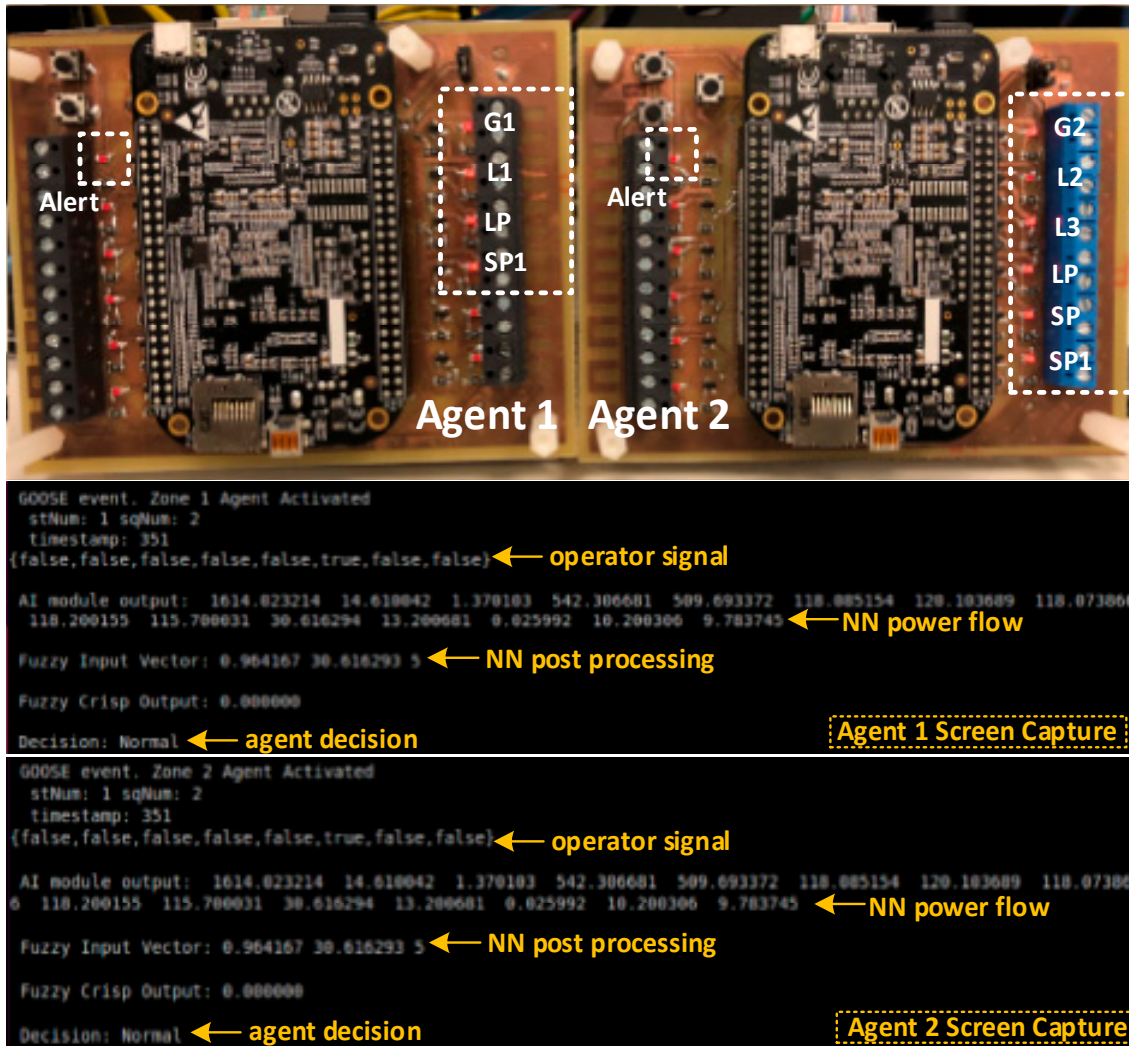 G1
L1
LP
SP1
Alert
Agent 1
G2
L2
L3
LP
SP
SP1
Alert
Agent 2
GOOSE event. Zone 1 Agent Activated
stNum: 1 sqNum: 2
timestamp: 351
{false,false,false,false,false,true,false,false} operator signal
AI module output: 1614.023214 14.610042 1.370103 542.306681 509.693372 118.085154 120.103689 118.07386
118.200155 115.700031 30.616294 13.200681 0.025992 10.200306 9.783745 NN power flow
Fuzzy Input Vector: 0.964167 30.616293 5 NN post processing
Fuzzy Crisp Output: 0.000000
Decision: Normal agent decision
Agent 1 Screen Capture
GOOSE event. Zone 2 Agent Activated
stNum: 1 sqNum: 2
timestamp: 351
{false,false,false,false,false,true,false,false} operator signal
AI module output: 1614.023214 14.610042 1.370103 542.306681 509.693372 118.085154 120.103689 118.07386
6 118.200155 115.700031 30.616294 13.200681 0.025992 10.200306 9.783745 NN power flow
Fuzzy Input Vector: 0.964167 30.616293 5 NN post processing
Fuzzy Crisp Output: 0.000000
Decision: Normal agent decision
Agent 2 Screen Capture